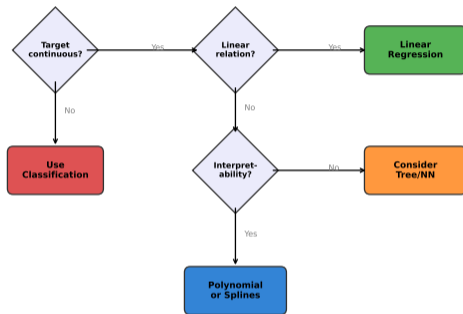 Target
continuous?
Yes
Linear
relation?
Yes
Linear
Regression
No
No
Use
Classification
Interpret-
ability?
No
Consider
Tree/NN
Yes
Polynomial
or Splines